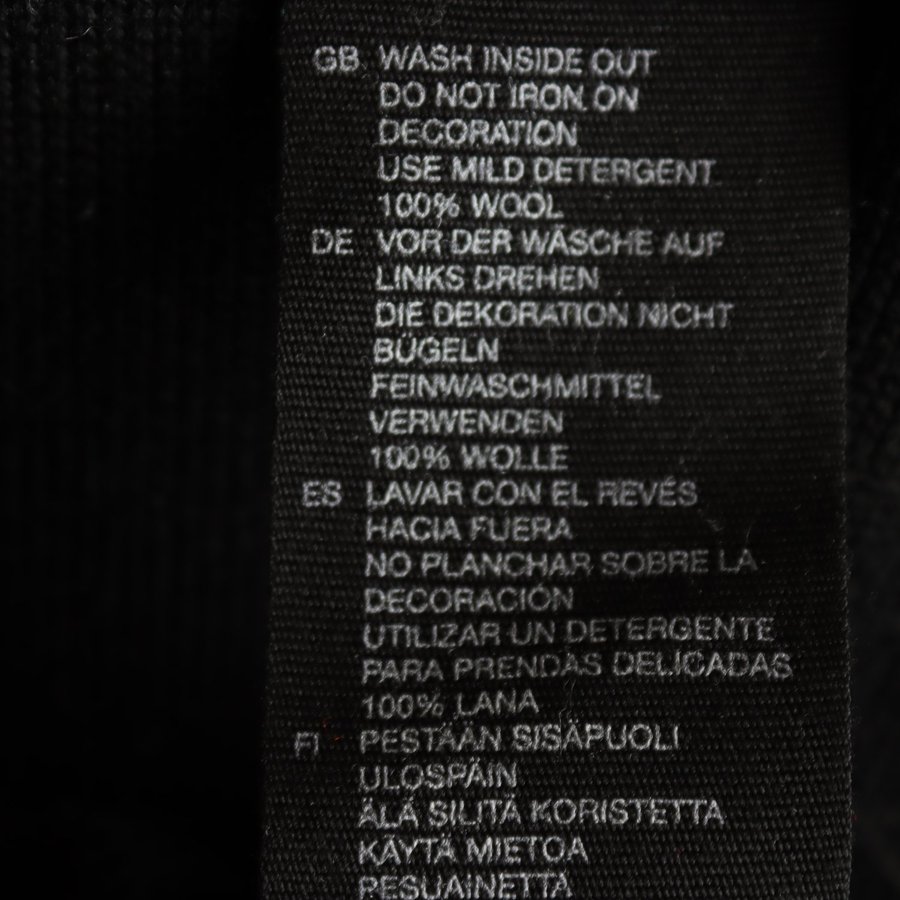 GB WASH INSIDE OUT
DO NOT IRON ON
DECORATION
USE MILD DETERGENT
100% WOOL
DE VOR DER WÄSCHE AUF
LINKS DREHEN
DIE DEKORATION NICHT
BÜGELN
FEINWASCHMITTEL
VERWENDEN
100% WOLLE
ES LAVAR CON EL REVÉS
HACIA FUERA
NO PLANCHAR SOBRE LA
DECORACIÓN
UTILIZAR UN DETERGENTE
PARA PRENDAS DELICADAS
100% LANA
FI PESTÄÄN SISÄPUOLI
ULOSPÄIN
ÄLÄ SILITÄ KORISTETTA
KÄYTÄ MIETOA
PESUAINETTA